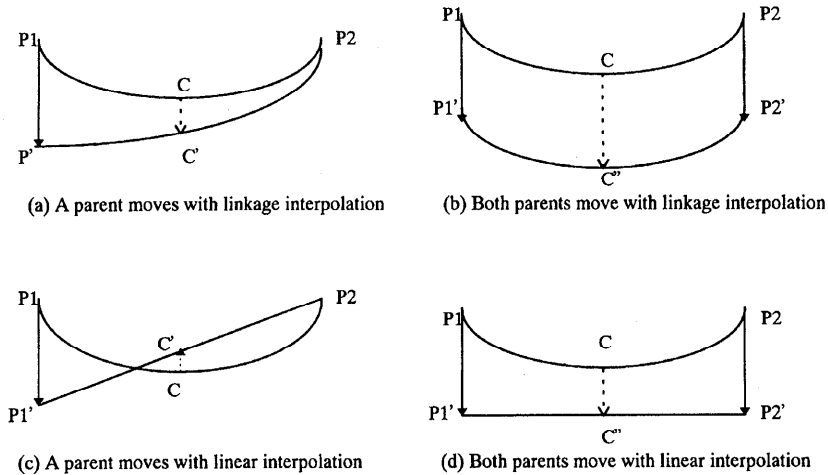 P1 P2
C
P' C'
(a) A parent moves with linkage interpolation
P1 P2
C
P1' P2'
C''
(b) Both parents move with linkage interpolation
P1 P2
C'
C
P1'
(c) A parent moves with linear interpolation
P1 P2
C
P1' P2'
C''
(d) Both parents move with linear interpolation